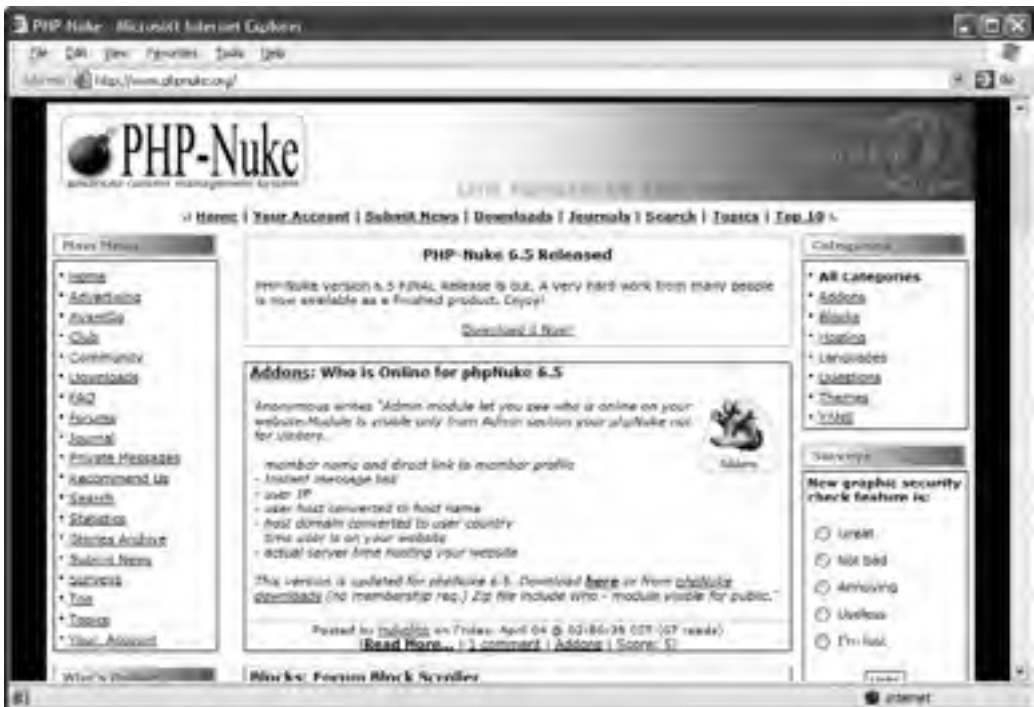 PHP-Nuke - Microsoft Internet Explorer
File Edit View Favorites Tools Help
http://www.phpnuke.org/
PHP-Nuke
advanced content management system
Home | Your Account | Submit News | Downloads | Journals | Search | Topics | Top 10
Main Menu
Home
Advertising
AvantGo
Club
Community
Downloads
FAQ
Forums
Journal
Private Messages
Recommend Us
Search
Statistics
Stories Archive
Submit News
Surveys
Top
Topics
Your Account
Who's
PHP-Nuke 6.5 Released
PHP-Nuke version 6.5 FINAL Release is out. A very hard work from many people
is now available as a finished product. Enjoy!
Download it Now!
Addons: Who is Online for phpNuke 6.5
Anonymous writes "Admin module let you see who is online on your
website.Module is visible only from Admin section your phpNuke not
for visitors.
- member name and direct link to member profile
- Instant message
- user IP
- user host converted to host name
- host domain converted to user country
time user is on your website
- actual server time hosting your website
This version is updated for phpNuke 6.5. Download here or from phpNuke
downloads (no membership req.) Zip file include Who - module visible for public."
Addons
Posted by on Friday, April 04 @
(Read More... | 1 comment | Addons | Score: 5)
Blocks: Forum Block Scroller
Categories
All Categories
Addons
Blocks
Hosting
Languages
Questions
Themes
Surveys
New graphic security
check feature is:
Great
Not bad
Annoying
Useless
I'm lost
Internet